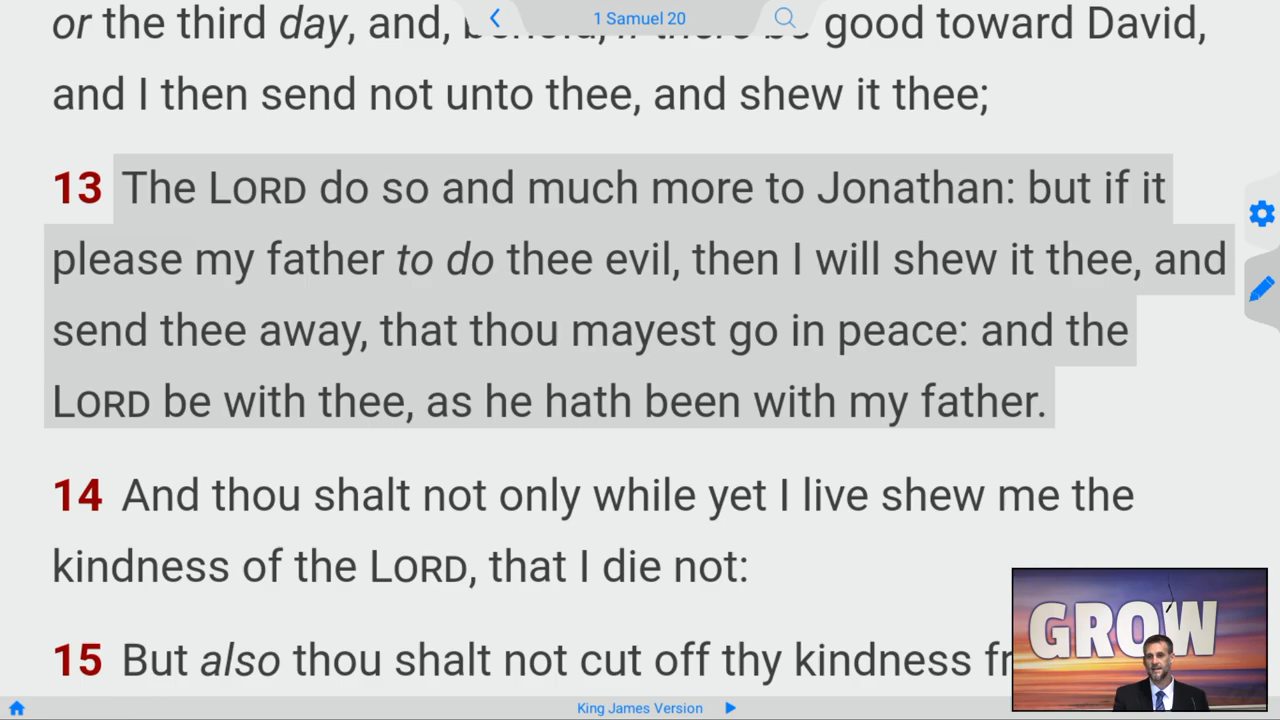 1 Samuel 20
or the third day, and, good toward David,
and I then send not unto thee, and shew it thee;
13 The LORD do so and much more to Jonathan: but if it
please my father to do thee evil, then I will shew it thee, and
send thee away, that thou mayest go in peace: and the
LORD be with thee, as he hath been with my father.
14 And thou shalt not only while yet I live shew me the
kindness of the LORD, that I die not:
15 But also thou shalt not cut off thy kindness
GROW
King James Version